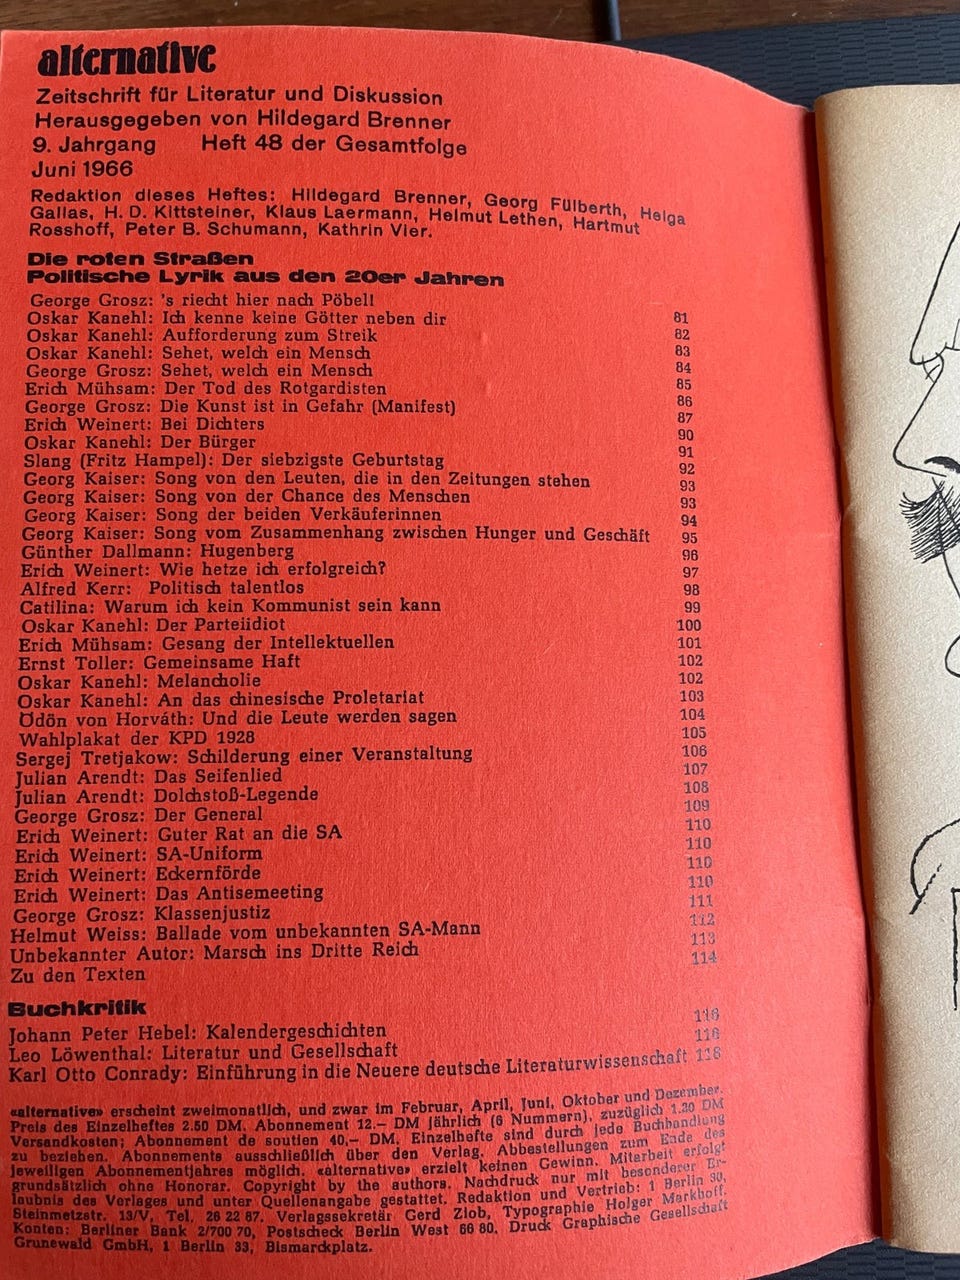 alternative
Zeitschrift für Literatur und Diskussion
Herausgegeben von Hildegard Brenner
9. Jahrgang Heft 48 der Gesamtfolge
Juni 1966
Redaktion dieses Heftes: Hildegard Brenner, Georg Fülberth, Helga
Gallas, H. D. Kittsteiner, Klaus Laermann, Helmut Lethen, Hartmut
Rosshoff, Peter B. Schumann, Kathrin Vier.
Die roten Straßen
Politische Lyrik aus den 20er Jahren
George Grosz: 's riecht hier nach Pöbel! 81
Oskar Kanehl: Ich kenne keine Götter neben dir 82
Oskar Kanehl: Aufforderung zum Streik 83
Oskar Kanehl: Sehet, welch ein Mensch 84
George Grosz: Sehet, welch ein Mensch 85
Erich Mühsam: Der Tod des Rotgardisten 86
George Grosz: Die Kunst ist in Gefahr (Manifest) 87
Erich Weinert: Bei Dichters 90
Oskar Kanehl: Der Bürger 91
Slang (Fritz Hampel): Der siebzigste Geburtstag 92
Georg Kaiser: Song von den Leuten, die in den Zeitungen stehen 93
Georg Kaiser: Song von der Chance des Menschen 93
Georg Kaiser: Song der beiden Verkäuferinnen 94
Georg Kaiser: Song vom Zusammenhang zwischen Hunger und Geschäft 95
Günther Dallmann: Hugenberg 96
Erich Weinert: Wie hetze ich erfolgreich? 97
Alfred Kerr: Politisch talentlos 98
Catilina: Warum ich kein Kommunist sein kann 99
Oskar Kanehl: Der Parteiidiot 100
Erich Mühsam: Gesang der Intellektuellen 101
Ernst Toller: Gemeinsame Haft 102
Oskar Kanehl: Melancholie 102
Oskar Kanehl: An das chinesische Proletariat 103
Ödön von Horváth: Und die Leute werden sagen 104
Wahlplakat der KPD 1928 105
Sergej Tretjakow: Schilderung einer Veranstaltung 106
Julian Arendt: Das Seifenlied 107
Julian Arendt: Dolchstoß-Legende 108
George Grosz: Der General 109
Erich Weinert: Guter Rat an die SA 110
Erich Weinert: SA-Uniform 110
Erich Weinert: Eckernförde 110
Erich Weinert: Das Antisemeeting 110
George Grosz: Klassenjustiz 111
Helmut Weiss: Ballade vom unbekannten SA-Mann 112
Unbekannter Autor: Marsch ins Dritte Reich 113
Zu den Texten 114
Buchkritik
Johann Peter Hebel: Kalendergeschichten 116
Leo Löwenthal: Literatur und Gesellschaft 116
Karl Otto Conrady: Einführung in die Neuere deutsche Literaturwissenschaft 118
«alternative» erscheint zweimonatlich, und zwar im Februar, April, Juni, Oktober und Dezember.
Preis des Einzelheftes 2.50 DM. Abonnement 12.— DM jährlich (6 Nummern), zuzüglich 1.20 DM
Versandkosten; Abonnement de soutien 40,— DM. Einzelhefte sind durch jede Buchhandlung
zu beziehen. Abonnements ausschließlich über den Verlag. Abbestellungen zum Ende des
jeweiligen Abonnementjahres möglich. «alternative» erzielt keinen Gewinn. Mitarbeit erfolgt
grundsätzlich ohne Honorar. Copyright by the authors. Nachdruck nur mit besonderer Er-
laubnis des Verlages und unter Quellenangabe gestattet. Redaktion und Vertrieb: 1 Berlin 30,
Steinmetzstr. 13/V, Tel. 26 22 87. Verlagssekretär Gerd Zlob, Typographie Holger Markhoff.
Konten: Berliner Bank 2/700 70, Postscheck Berlin West 66 80. Druck Graphische Gesellschaft
Grunewald GmbH, 1 Berlin 33, Bismarckplatz.